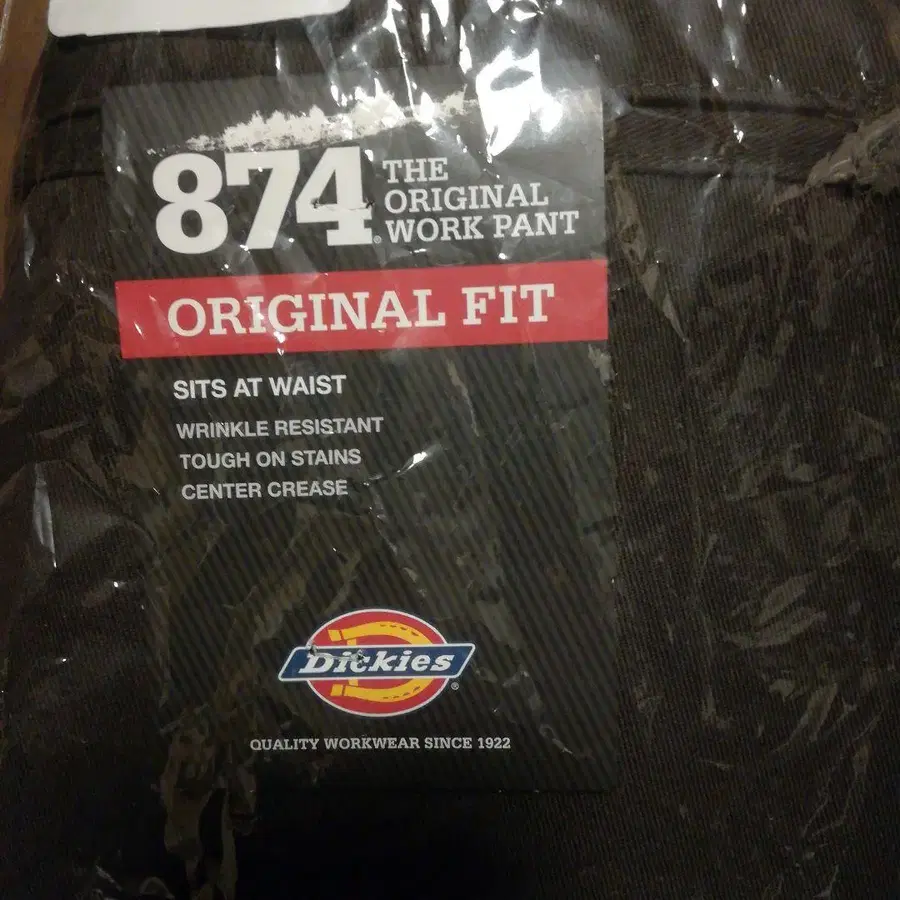 874® THE
ORIGINAL
WORK PANT
ORIGINAL FIT
SITS AT WAIST
WRINKLE RESISTANT
TOUGH ON STAINS
CENTER CREASE
Dickies®
QUALITY WORKWEAR SINCE 1922